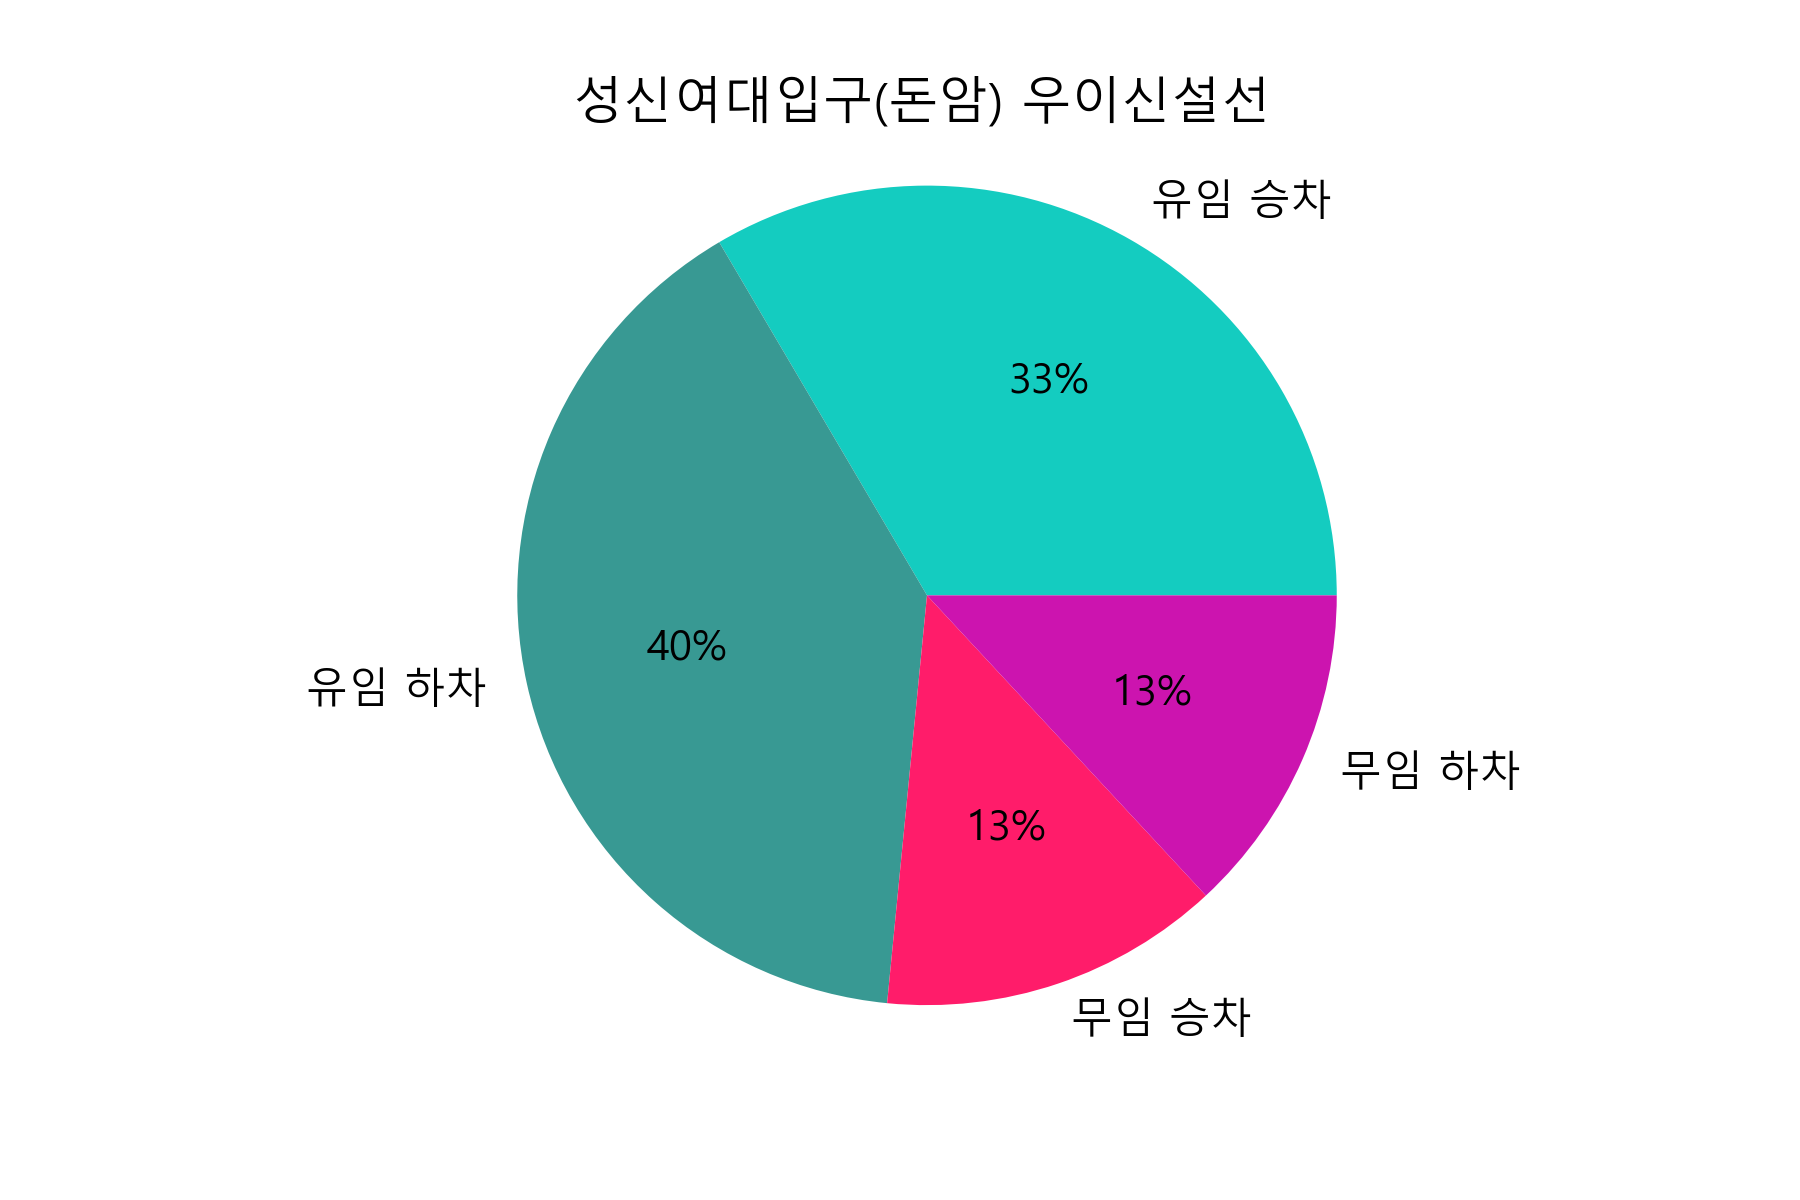 성신여대입구(돈암) 우이신설선
유임 승차
33%
40%
유임 하차
13%
무임 하차
13%
무임 승차